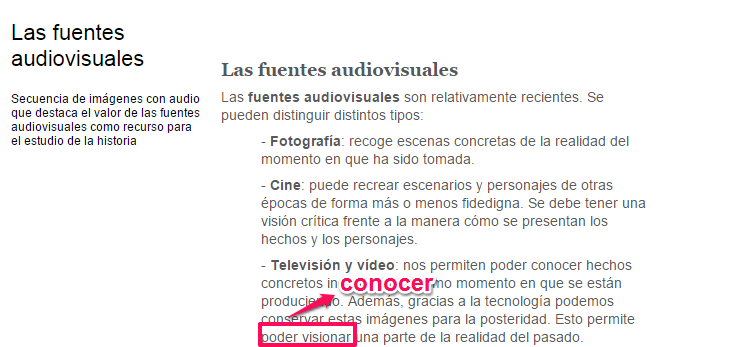 Las fuentes
audiovisuales
Secuencia de imágenes con audio
que destaca el valor de las fuentes
audiovisuales como recurso para
el estudio de la historia
Las fuentes audiovisuales
Las fuentes audiovisuales son relativamente recientes. Se
pueden distinguir distintos tipos:
- Fotografía: recoge escenas concretas de la realidad del
momento en que ha sido tomada.
- Cine: puede recrear escenarios y personajes de otras
épocas de forma más o menos fidedigna. Se debe tener una
visión crítica frente a la manera cómo se presentan los
hechos y los personajes.
- Televisión y vídeo: nos permiten poder conocer hechos
concretos momento en que se están
conocer
Además, gracias a la tecnología podemos
conservar estas imágenes para la posteridad. Esto permite
poder visionar una parte de la realidad del pasado.